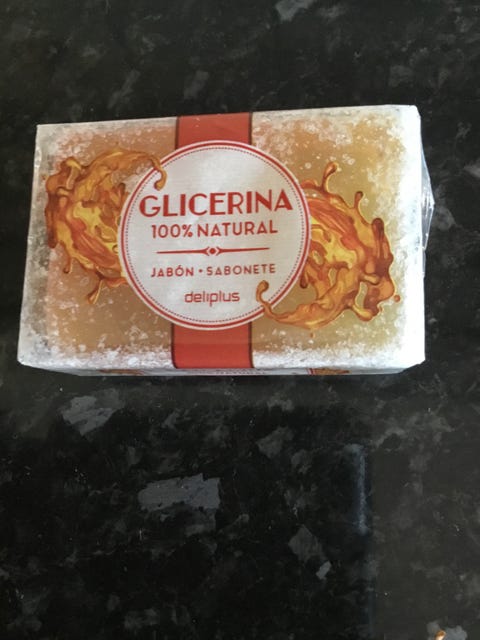 GLICERINA
100% NATURAL
JABÓN • SABONETE
deliplus